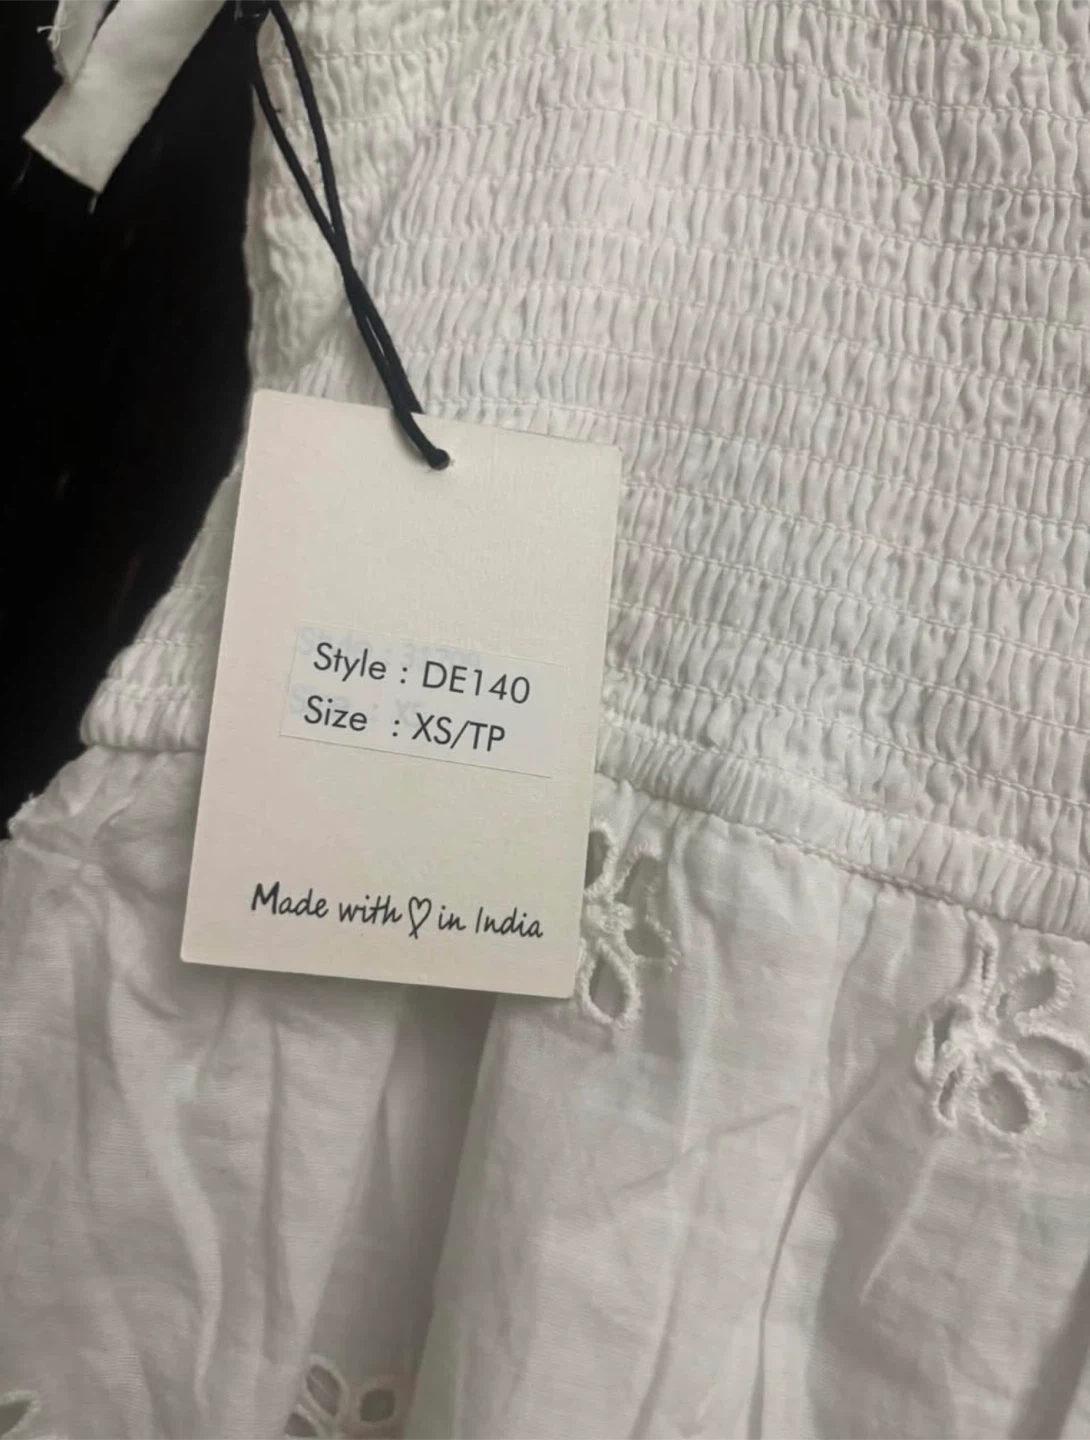 Style : DE140
Size : XS/TP
Made with♡in India